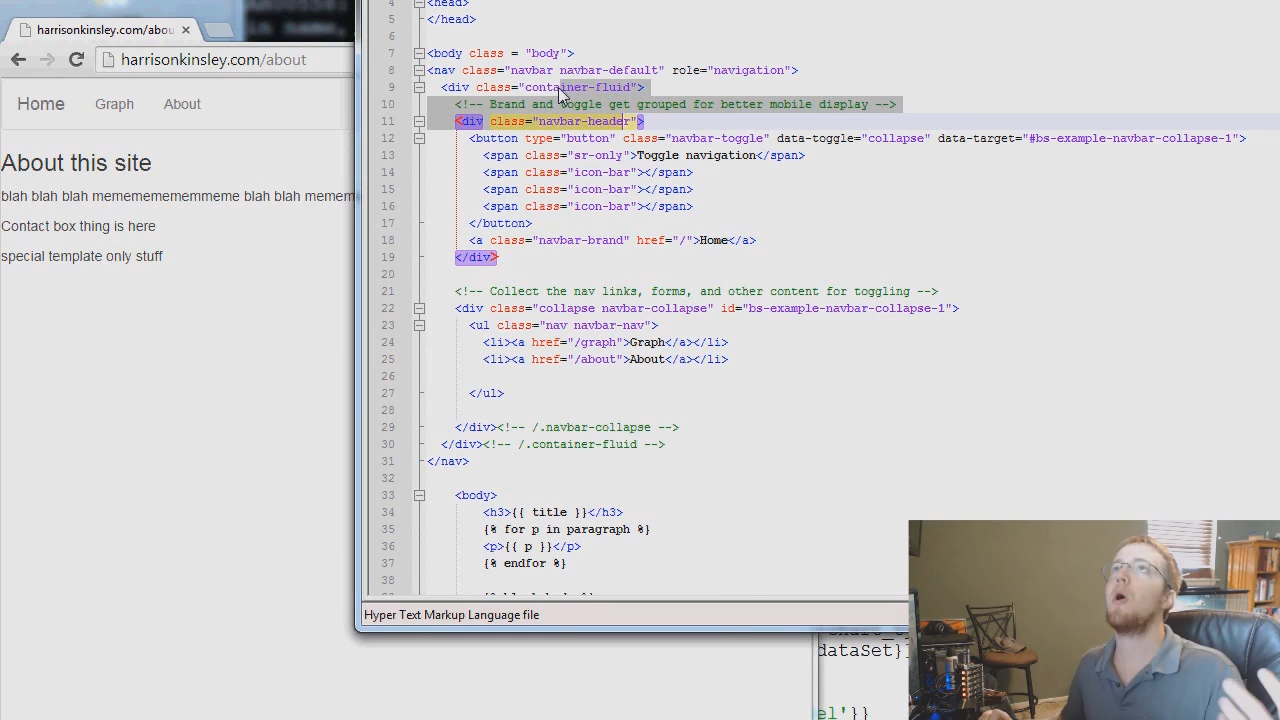 harrisonkinsley.com/abou
harrisonkinsley.com/about
Home Graph About
About this site
blah blah blah memememememmeme blah blah memem
Contact box thing is here
special template only stuff
4 <head>
5 </head>
6
7 <body class = "body">
8 <nav class="navbar navbar-default" role="navigation">
9 <div class="container-fluid">
10 <!-- Brand and toggle get grouped for better mobile display -->
11 <div class="navbar-header">
12 <button type="button" class="navbar-toggle" data-toggle="collapse" data-target="#bs-example-navbar-collapse-1">
13 <span class="sr-only">Toggle navigation</span>
14 <span class="icon-bar"></span>
15 <span class="icon-bar"></span>
16 <span class="icon-bar"></span>
17 </button>
18 <a class="navbar-brand" href="/">Home</a>
19 </div>
20
21 <!-- Collect the nav links, forms, and other content for toggling -->
22 <div class="collapse navbar-collapse" id="bs-example-navbar-collapse-1">
23 <ul class="nav navbar-nav">
24 <li><a href="/graph">Graph</a></li>
25 <li><a href="/about">About</a></li>
26
27 </ul>
28
29 </div><!-- /.navbar-collapse -->
30 </div><!-- /.container-fluid -->
31 </nav>
32
33 <body>
34 <h3>{{ title }}</h3>
35 {% for p in paragraph %}
36 <p>{{ p }}</p>
37 {% endfor %}
38
Hyper Text Markup Language file
dataSet}
el'}}